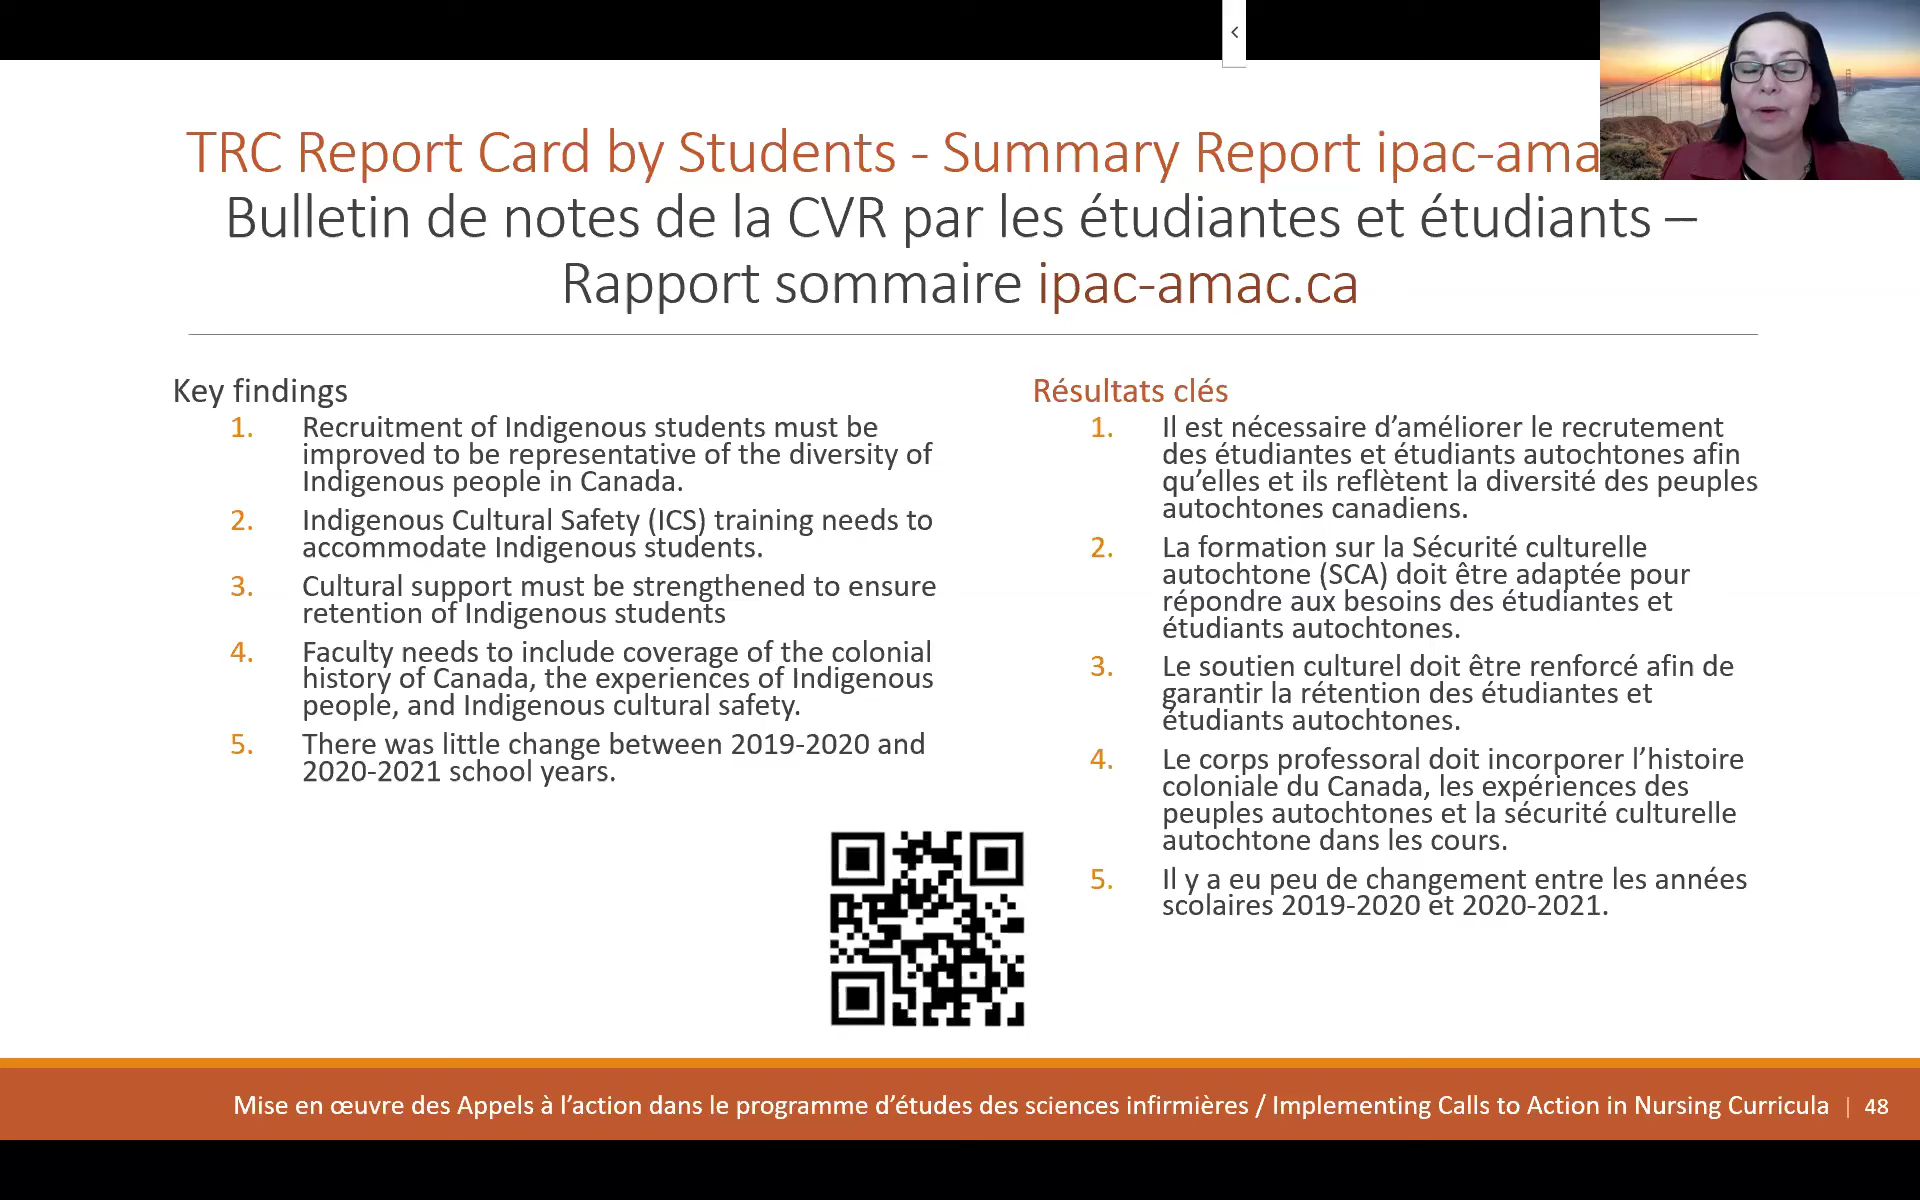 TRC Report Card by Students - Summary Report ipac-ama
Bulletin de notes de la CVR par les étudiantes et étudiants –
Rapport sommaire ipac-amac.ca
Key findings
1. Recruitment of Indigenous students must be
improved to be representative of the diversity of
Indigenous people in Canada.
2. Indigenous Cultural Safety (ICS) training needs to
accommodate Indigenous students.
3. Cultural support must be strengthened to ensure
retention of Indigenous students
4. Faculty needs to include coverage of the colonial
history of Canada, the experiences of Indigenous
people, and Indigenous cultural safety.
5. There was little change between 2019-2020 and
2020-2021 school years.
Résultats clés
1. Il est nécessaire d’améliorer le recrutement
des étudiantes et étudiants autochtones afin
qu’elles et ils reflètent la diversité des peuples
autochtones canadiens.
2. La formation sur la Sécurité culturelle
autochtone (SCA) doit être adaptée pour
répondre aux besoins des étudiantes et
étudiants autochtones.
3. Le soutien culturel doit être renforcé afin de
garantir la rétention des étudiantes et
étudiants autochtones.
4. Le corps professoral doit incorporer l’histoire
coloniale du Canada, les expériences des
peuples autochtones et la sécurité culturelle
autochtone dans les cours.
5. Il y a eu peu de changement entre les années
scolaires 2019-2020 et 2020-2021.
Mise en œuvre des Appels à l’action dans le programme d’études des sciences infirmières / Implementing Calls to Action in Nursing Curricula | 48